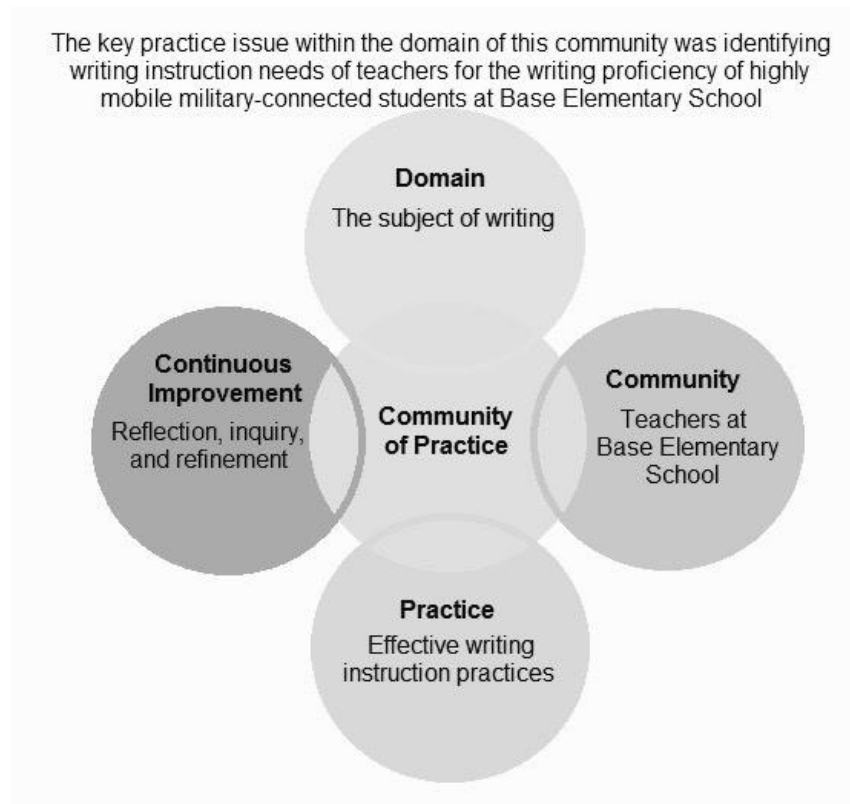 The key practice issue within the domain of this community was identifying
writing instruction needs of teachers for the writing proficiency of highly
mobile military-connected students at Base Elementary School
Domain
The subject of writing
Continuous
Improvement
Reflection, inquiry,
and refinement
Community
of Practice
Community
Teachers at
Base Elementary
School
Practice
Effective writing
instruction practices